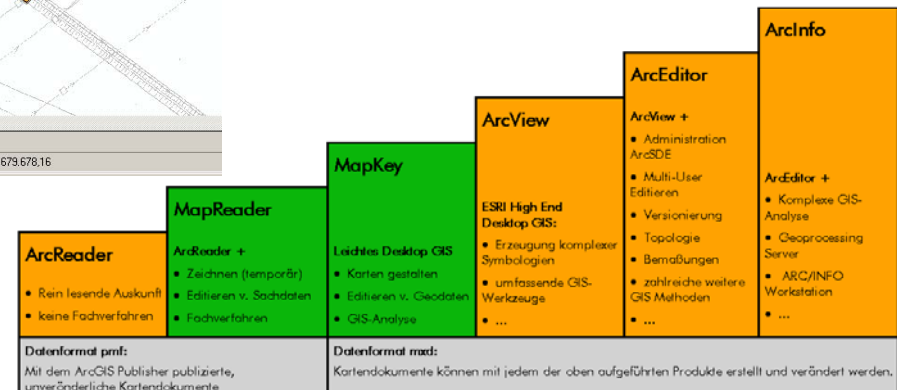 679.678,16
ArcReader
• Rein lesende Auskunft
• keine Fachverfahren
MapReader
ArcReader +
• Zeichnen (temporär)
• Editieren v. Sachdaten
• Fachverfahren
MapKey
Leichtes Desktop GIS
• Karten gestalten
• Editieren v. Geodaten
• GIS-Analyse
ArcView
ESRI High End
Desktop GIS:
• Erzeugung komplexer
Symbologien
• umfassende GIS-
Werkzeuge
• ...
ArcEditor
ArcView +
• Administration
ArcSDE
• Multi-User
Editieren
• Versionierung
• Topologie
• Bemaßungen
• zahlreiche weitere
GIS Methoden
• ...
ArcInfo
ArcEditor +
• Komplexe GIS-
Analyse
• Geoprocessing
Server
• ARC/INFO
Workstation
• ...
Datenformat pmf:
Mit dem ArcGIS Publisher publizierte,
unveränderliche Kartendokumente
Datenformat mxd:
Kartendokumente können mit jedem der oben aufgeführten Produkte erstellt und verändert werden.